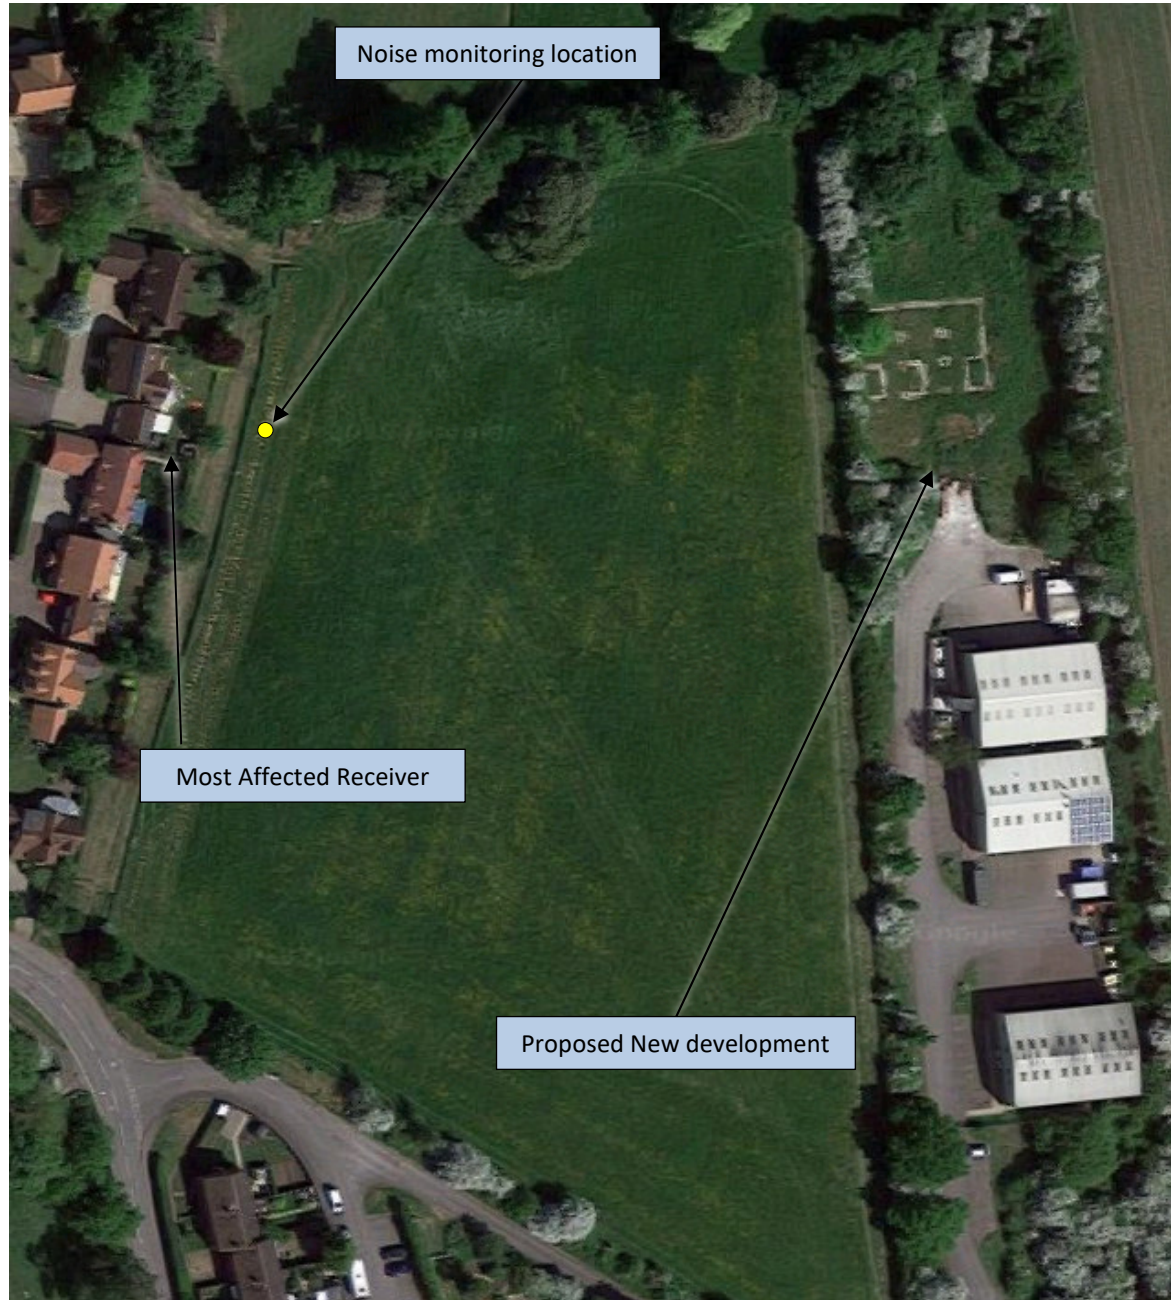 Noise monitoring location
Most Affected Receiver
Proposed New development